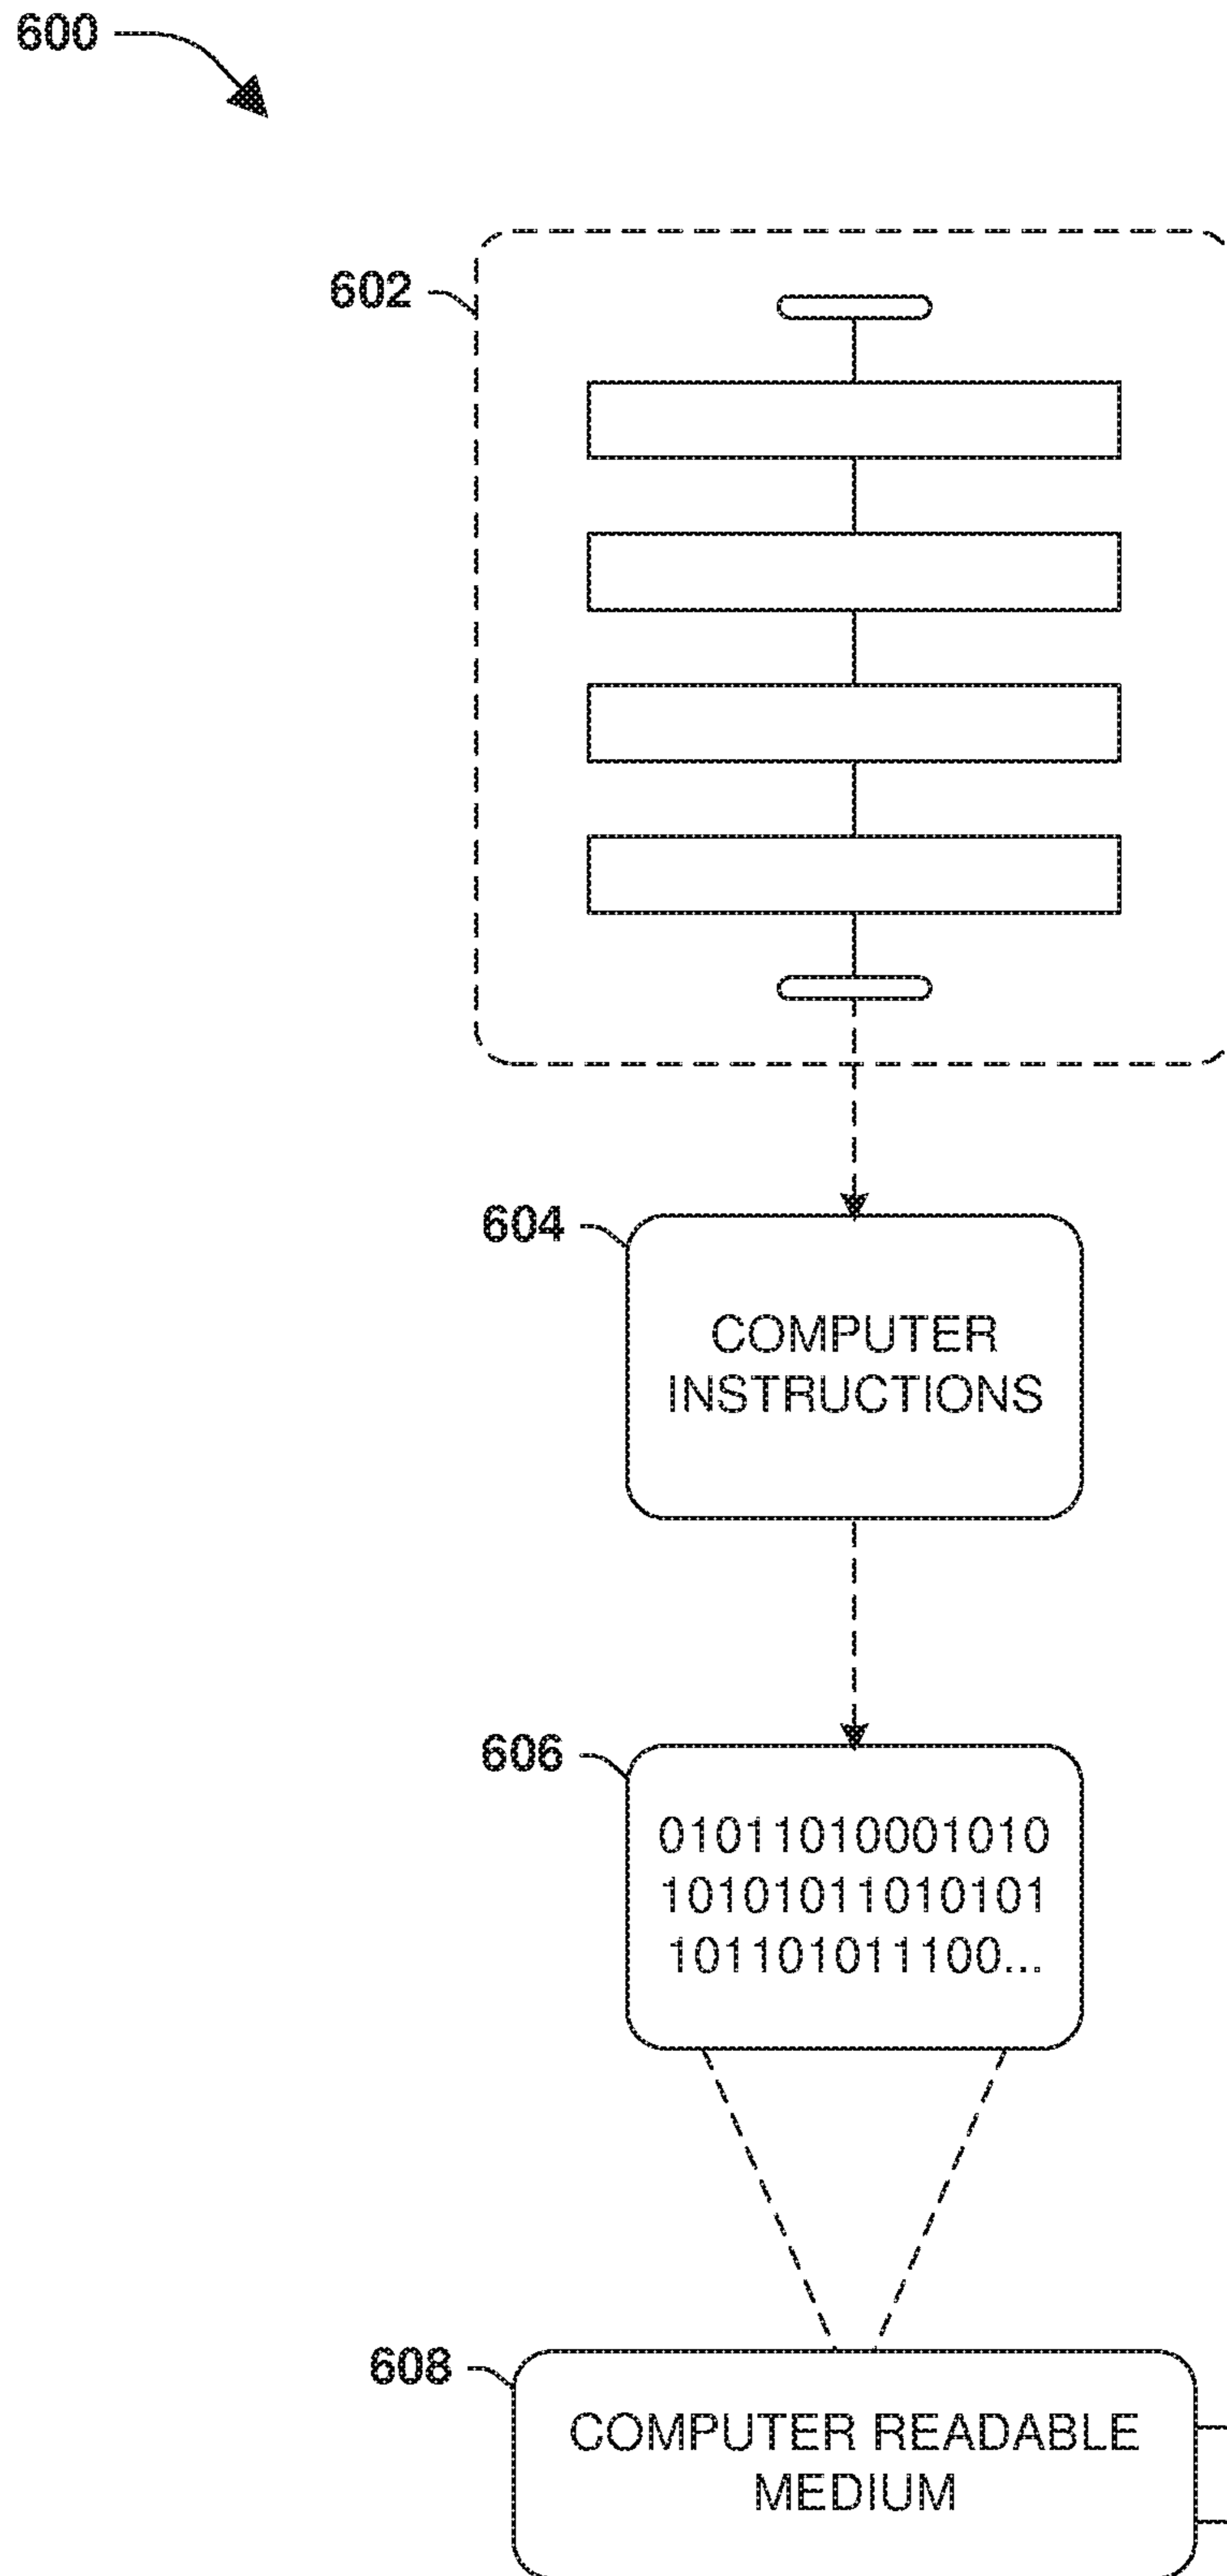 600
602
604
COMPUTER
INSTRUCTIONS
606
01011010001010
10101011010101
101101011100...
608
COMPUTER READABLE
MEDIUM